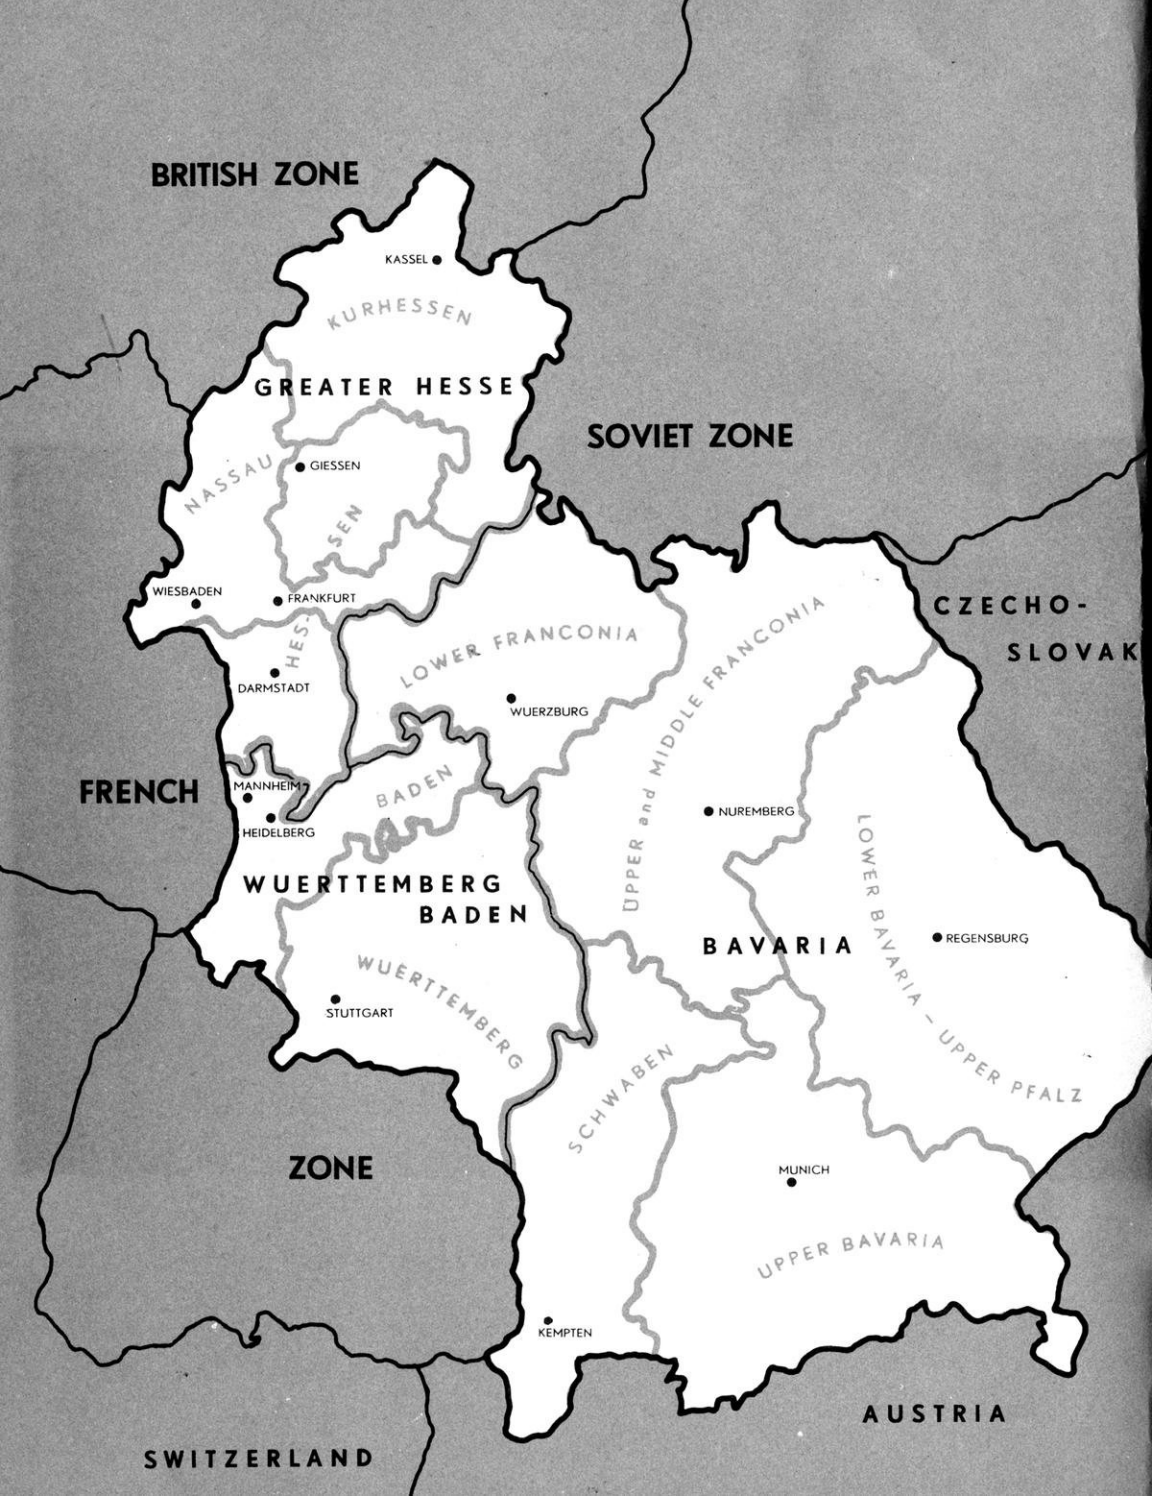 BRITISH ZONE
KASSEL
KURHESSEN
GREATER HESSE
SOVIET ZONE
NASSAU
GIESSEN
HES-
SEN
WIESBADEN
FRANKFURT
CZECHO-
SLOVAK
LOWER FRANCONIA
UPPER and MIDDLE FRANCONIA
DARMSTADT
WUERZBURG
FRENCH
MANNHEIM
BADEN
HEIDELBERG
NUREMBERG
LOWER BAVARIA - UPPER PFALZ
WUERTTEMBERG
BADEN
BAVARIA
REGENSBURG
WUERTTEMBERG
STUTTGART
SCHWABEN
ZONE
MUNICH
UPPER BAVARIA
KEMPTEN
AUSTRIA
SWITZERLAND